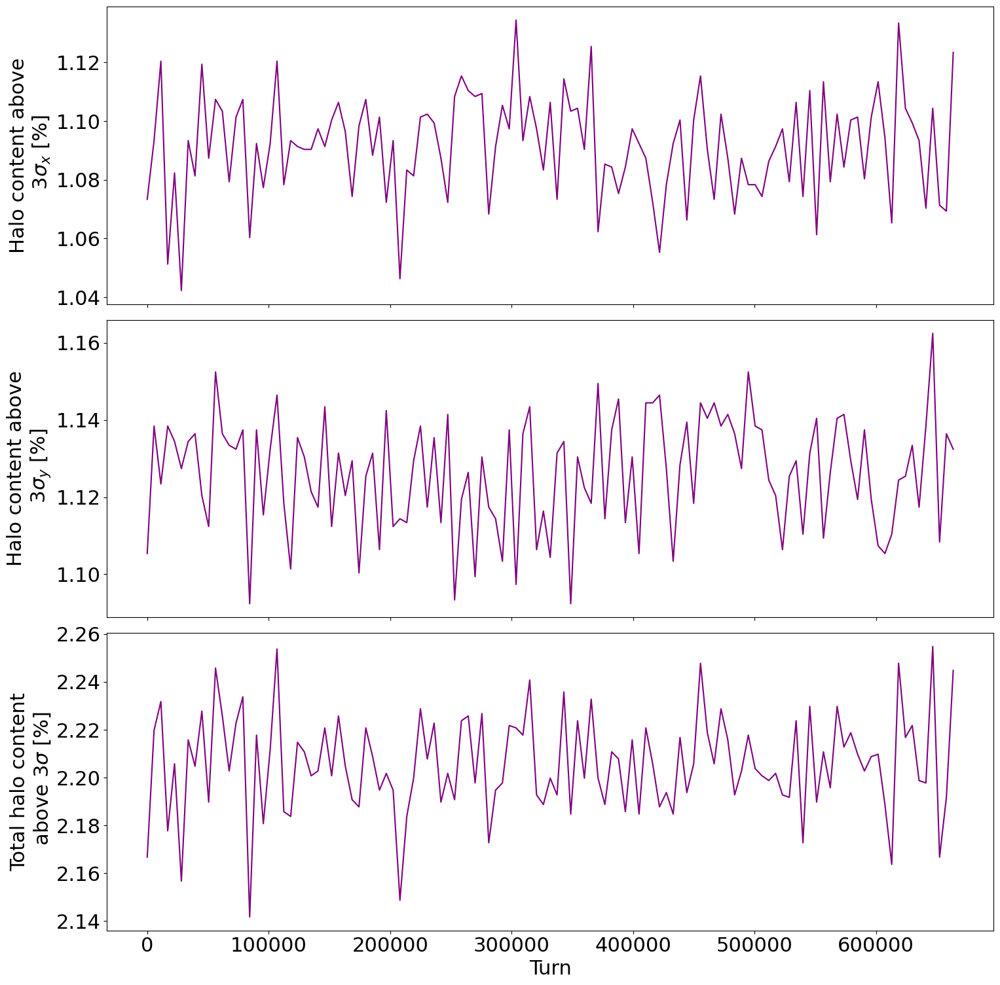 Halo content above
3σx [%]
1.12
1.10
1.08
1.06
1.04
Halo content above
3σy [%]
1.16
1.14
1.12
1.10
Total halo content
above 3σ [%]
2.26
2.24
2.22
2.20
2.18
2.16
2.14
0 100000 200000 300000 400000 500000 600000
Turn